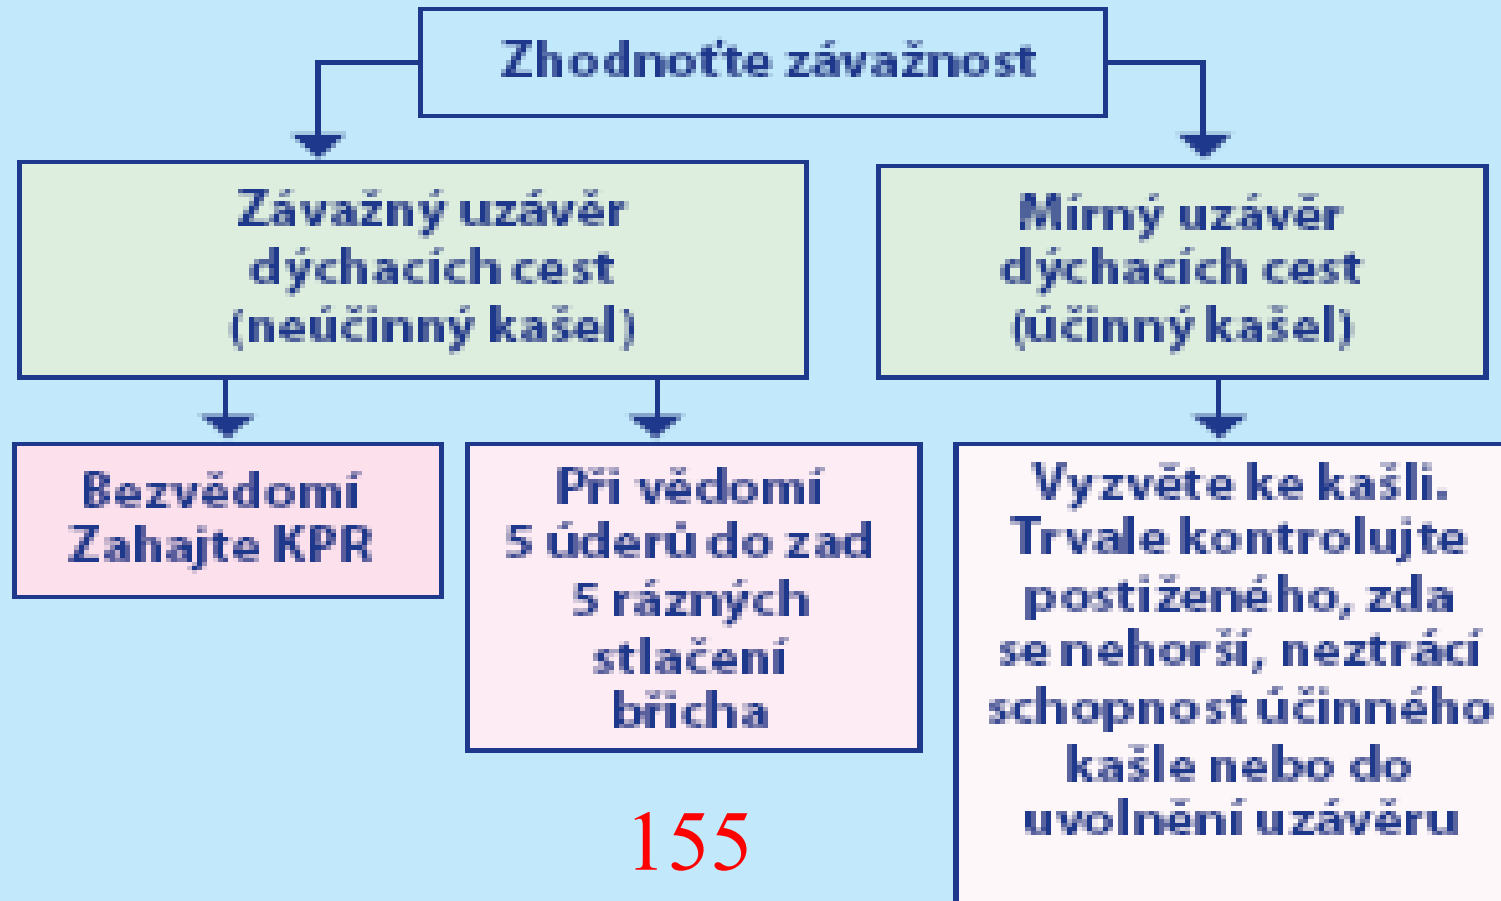 Zhodnoťte závažnost
Závažný uzávěr
dýchacích cest
(neúčinný kašel)
Mírný uzávěr
dýchacích cest
(účinný kašel)
Bezvědomí
Zahajte KPR
Při vědomí
5 úderů do zad
5 rázných
stlačení
břicha
Vyzvěte ke kašli.
Trvale kontrolujte
postiženého, zda
se nehorší, neztrácí
schopnost účinného
kašle nebo do
uvolnění uzávěru
155